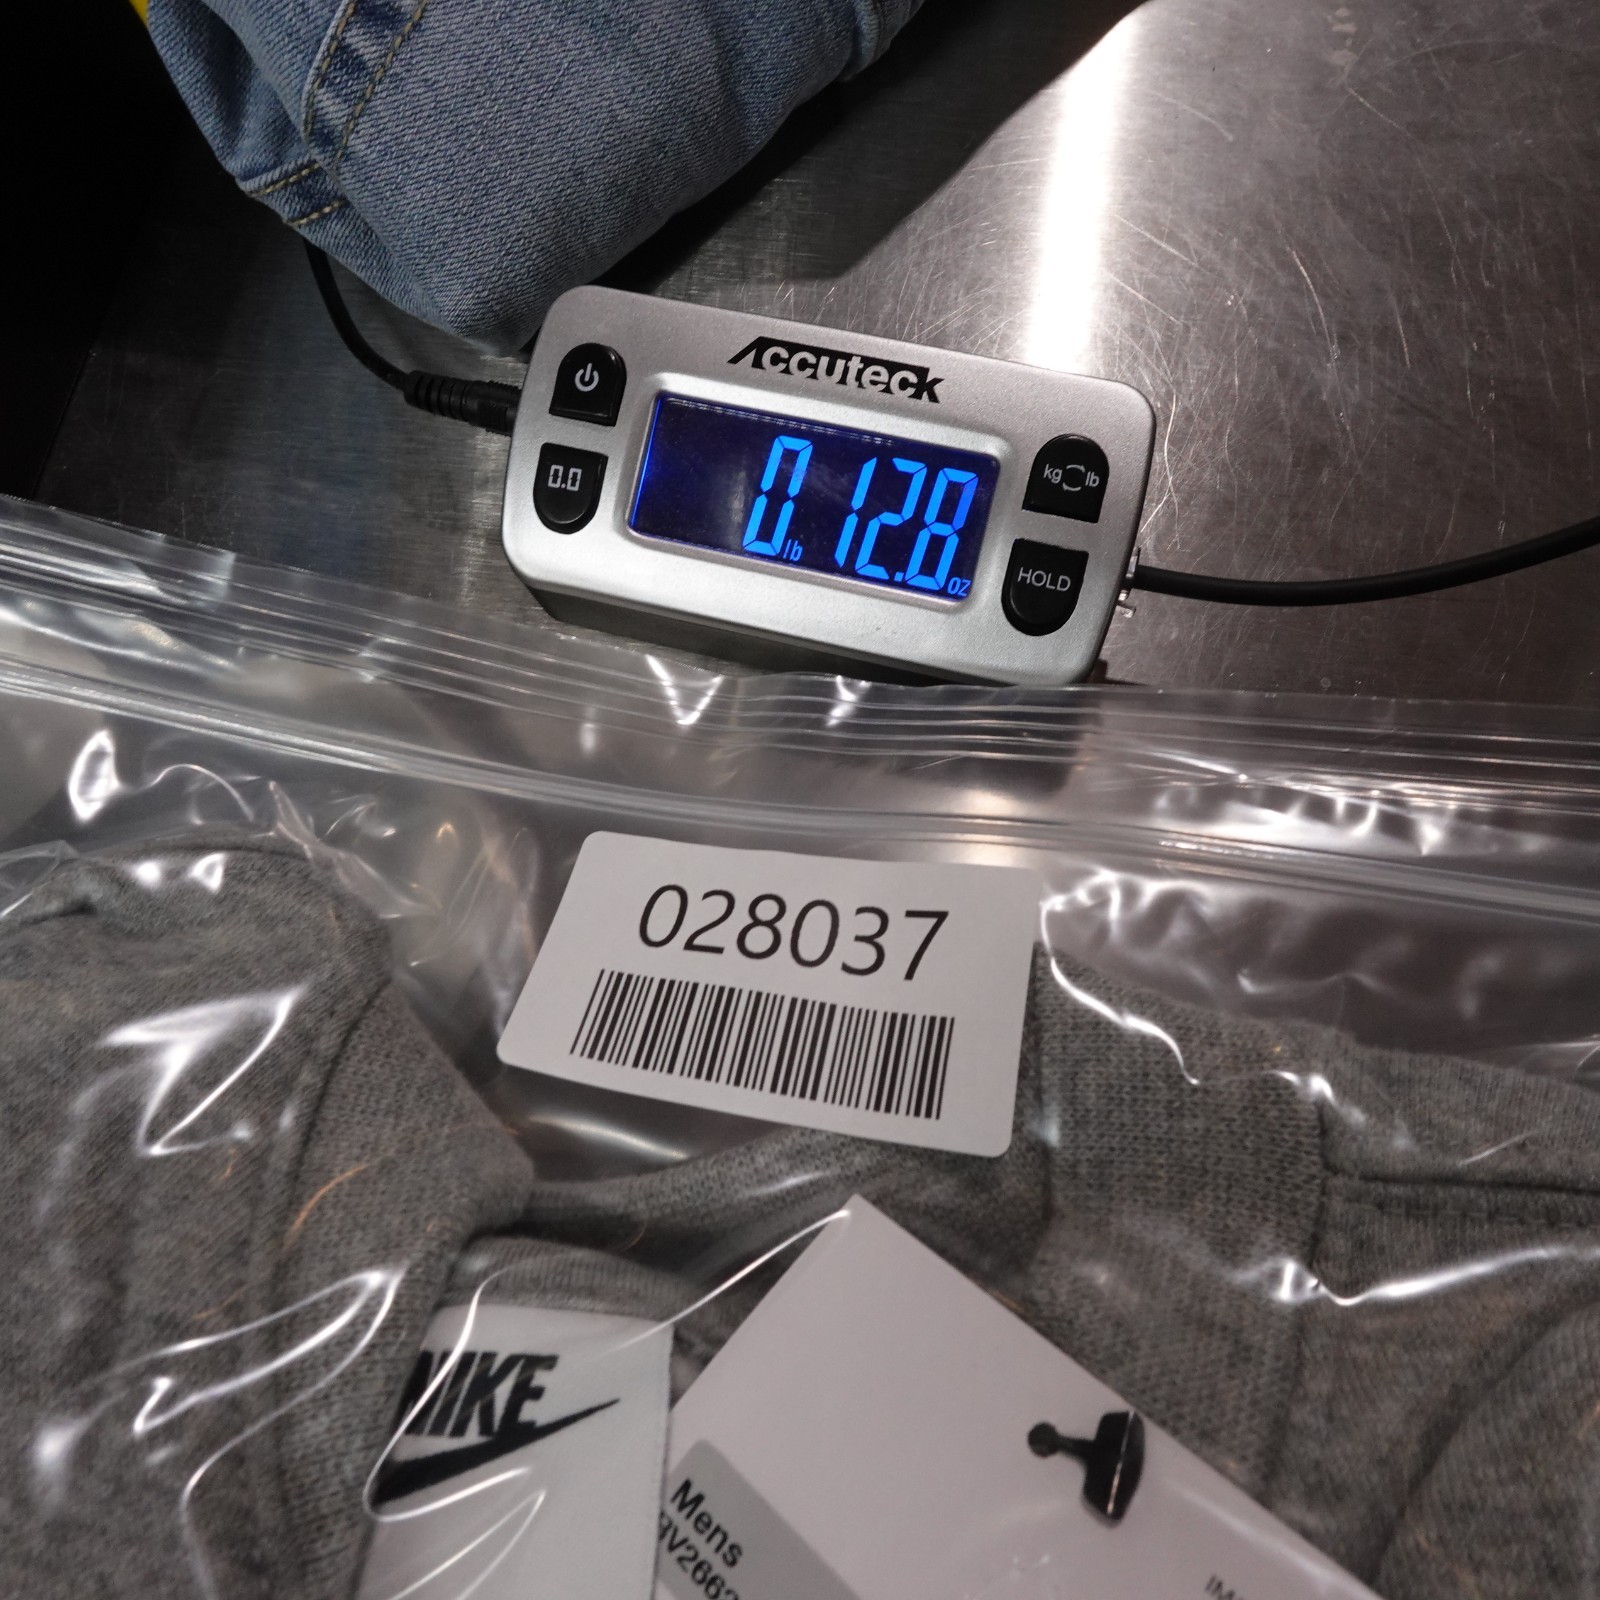 Accuteck
0.0
0 lb 12.8 oz
kg lb
HOLD
028037
NIKE
Mens